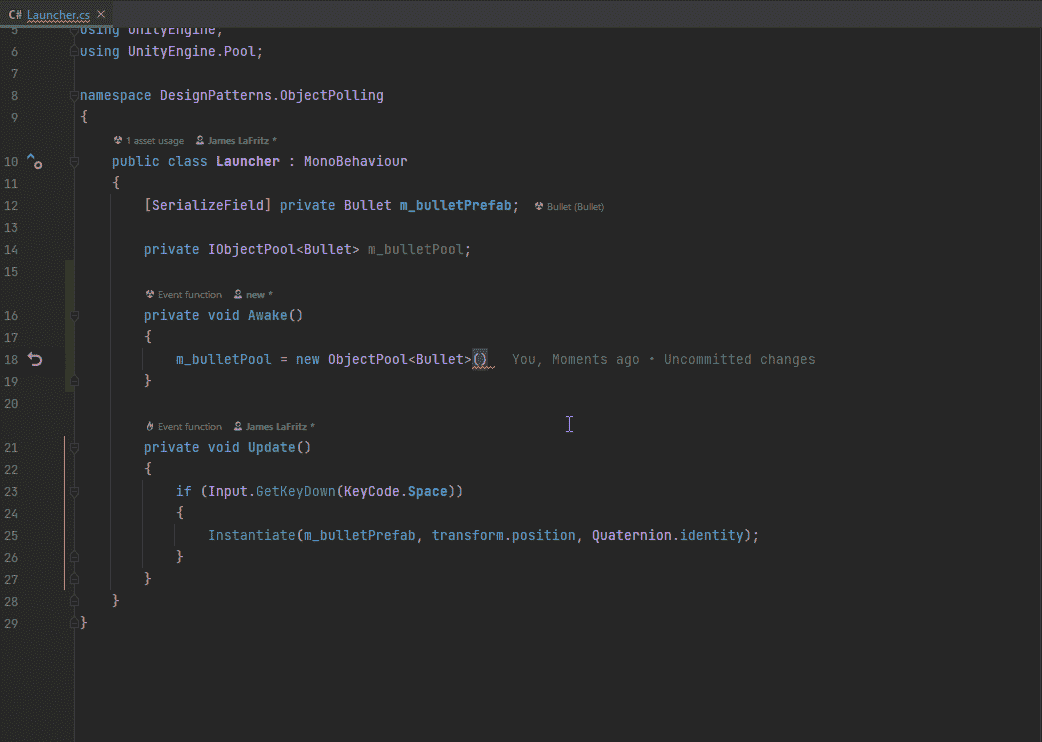 C# Launcher.cs ×
5 using UnityEngine;
6 using UnityEngine.Pool;
7
8 namespace DesignPatterns.ObjectPolling
9 {
1 asset usage James LaFritz *
10 public class Launcher : MonoBehaviour
11 {
12 [SerializeField] private Bullet m_bulletPrefab; Bullet (Bullet)
13
14 private IObjectPool<Bullet> m_bulletPool;
15
Event function new *
16 private void Awake()
17 {
18 m_bulletPool = new ObjectPool<Bullet>() You, Moments ago • Uncommitted changes
19 }
20
Event function James LaFritz *
21 private void Update()
22 {
23 if (Input.GetKeyDown(KeyCode.Space))
24 {
25 Instantiate(m_bulletPrefab, transform.position, Quaternion.identity);
26 }
27 }
28 }
29 }